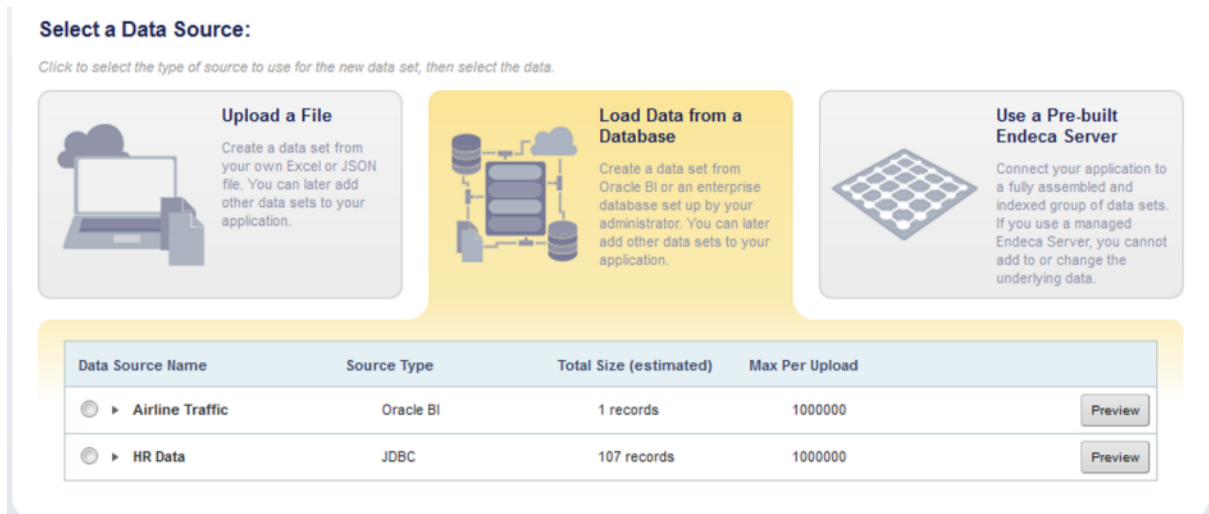 Select a Data Source:
Click to select the type of source to use for the new data set, then select the data.
Upload a File
Create a data set from
your own Excel or JSON
file. You can later add
other data sets to your
application.
Load Data from a
Database
Create a data set from
Oracle BI or an enterprise
database set up by your
administrator. You can later
add other data sets to your
application.
Use a Pre-built
Endeca Server
Connect your application to
a fully assembled and
indexed group of data sets.
If you use a managed
Endeca Server, you cannot
add to or change the
underlying data.
Data Source Name Source Type Total Size (estimated) Max Per Upload
Airline Traffic Oracle BI 1 records 1000000 Preview
HR Data JDBC 107 records 1000000 Preview